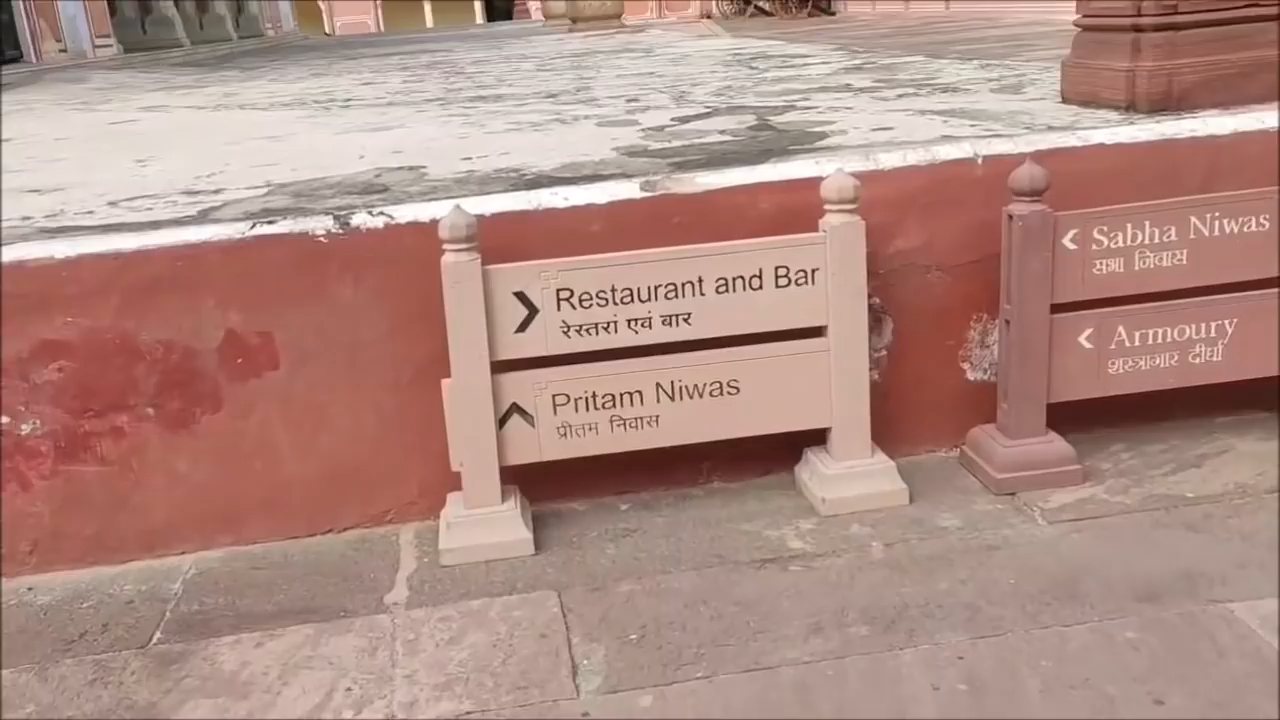 Restaurant and Bar
रेस्तरां एवं बार
Pritam Niwas
प्रीतम निवास
Sabha Niwas
सभा निवास
Armoury
शस्त्रागार दीर्घा